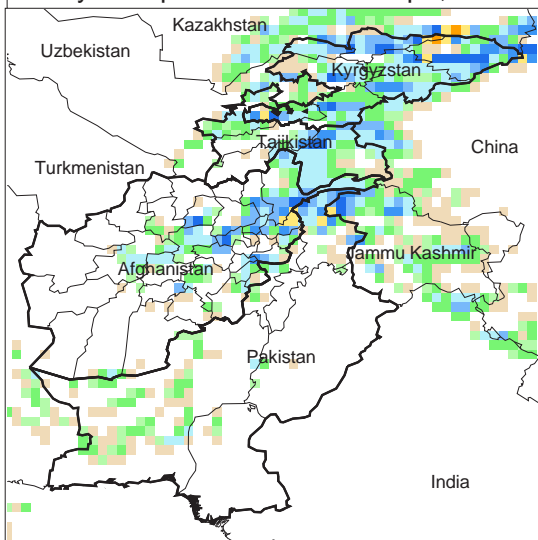 Kazakhstan
Uzbekistan
Kyrgyzstan
Tajikistan
China
Turkmenistan
Jammu Kashmir
Afghanistan
Pakistan
India